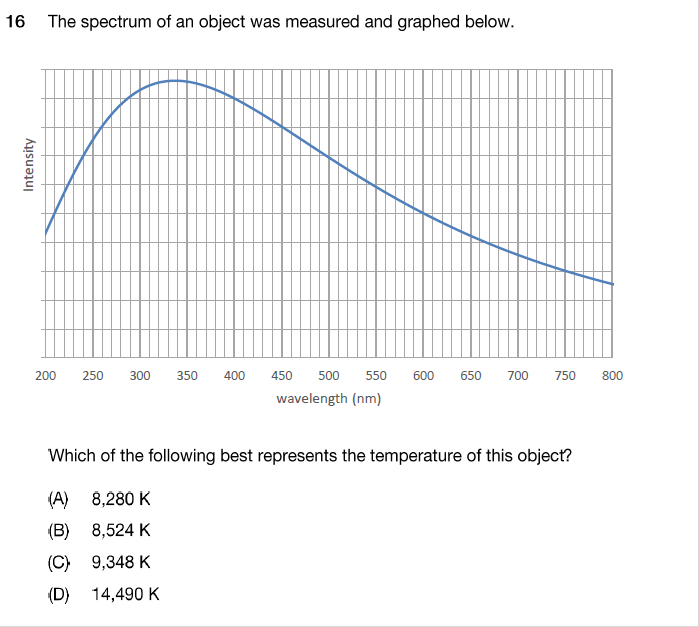 16 The spectrum of an object was measured and graphed below.
Intensity
200 250 300 350 400 450 500 550 600 650 700 750 800
wavelength (nm)
Which of the following best represents the temperature of this object?
(A) 8,280 K
(B) 8,524 K
(C) 9,348 K
(D) 14,490 K